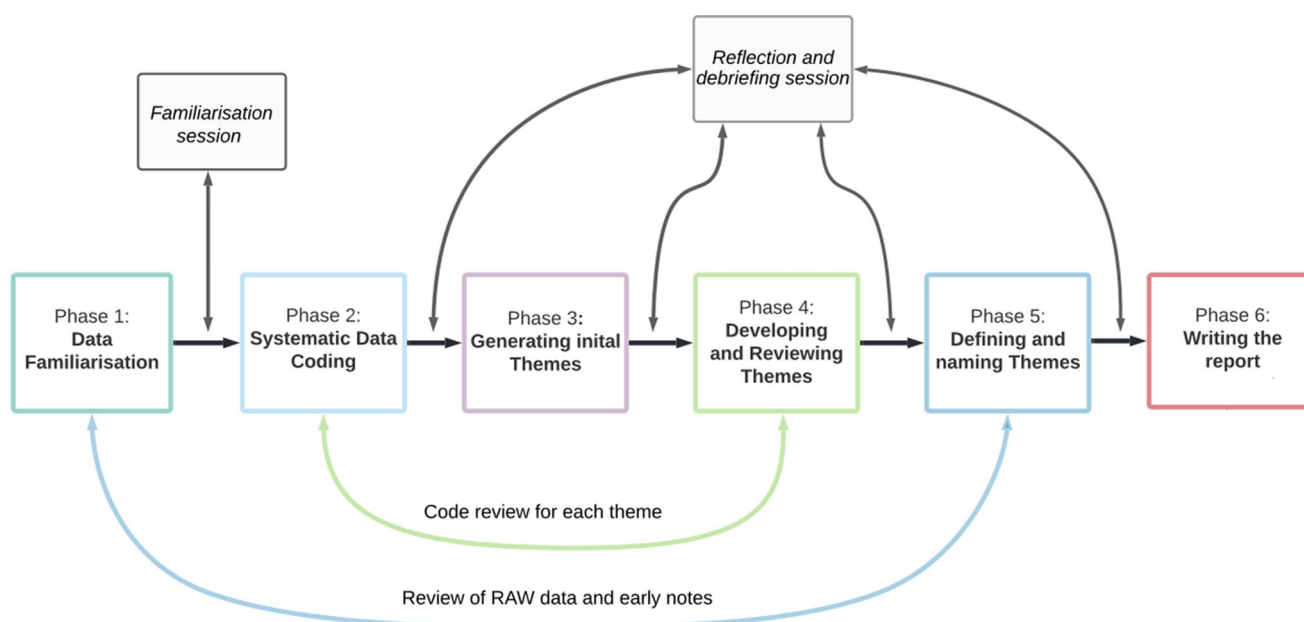 Reflection and
debriefing session
Familiarisation
session
Phase 1:
Data
Familiarisation
Phase 2:
Systematic Data
Coding
Phase 3:
Generating inital
Themes
Phase 4:
Developing
and Reviewing
Themes
Phase 5:
Defining and
naming Themes
Phase 6:
Writing the
report
Code review for each theme
Review of RAW data and early notes